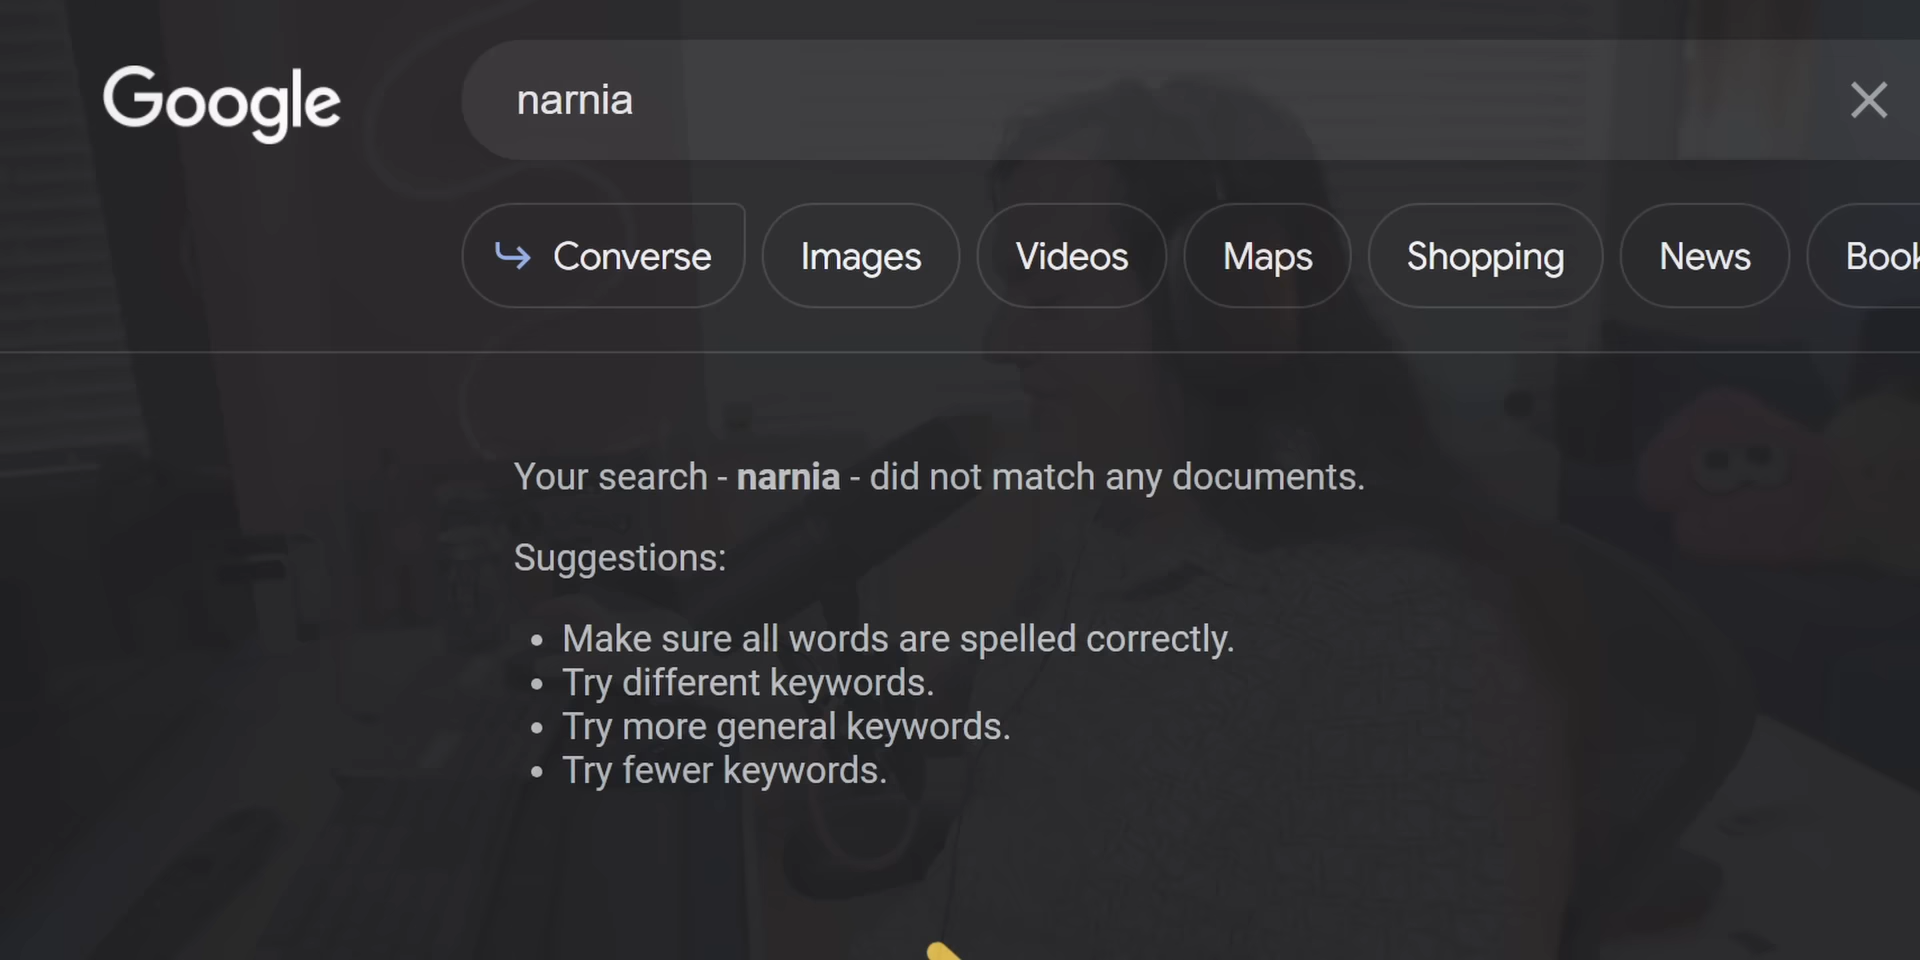 Google
narnia
Converse Images Videos Maps Shopping News Book
Your search - narnia - did not match any documents.
Suggestions:
Make sure all words are spelled correctly.
Try different keywords.
Try more general keywords.
Try fewer keywords.